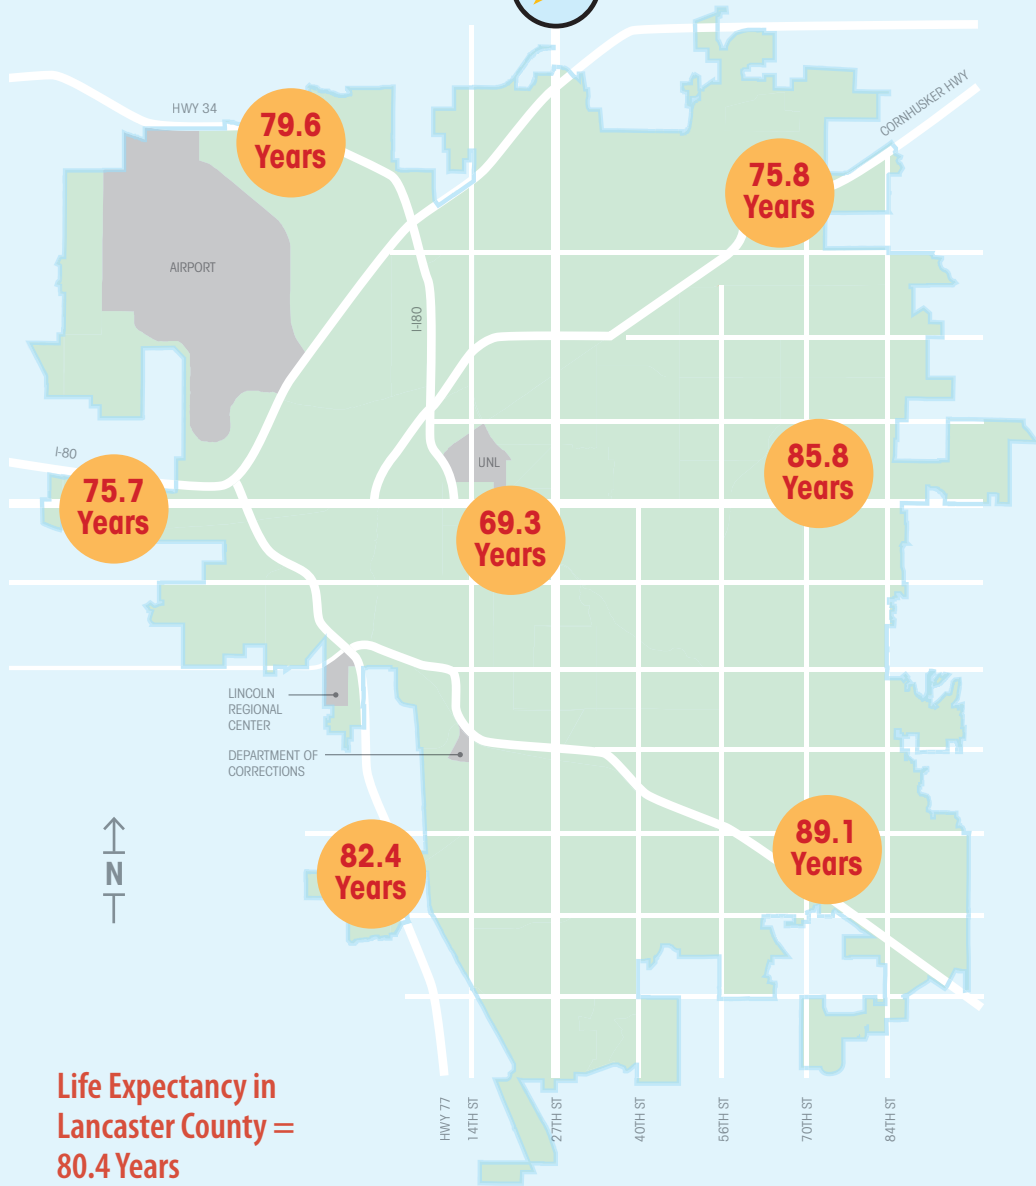 HWY 34
CORNHUSKER HWY
79.6
Years
75.8
Years
AIRPORT
I-I80
I-80
UNL
85.8
Years
75.7
Years
69.3
Years
LINCOLN
REGIONAL
CENTER
DEPARTMENT OF
CORRECTIONS
N
82.4
Years
89.1
Years
Life Expectancy in
Lancaster County =
80.4 Years
HWY 77
14TH ST
27TH ST
40TH ST
56TH ST
70TH ST
84TH ST